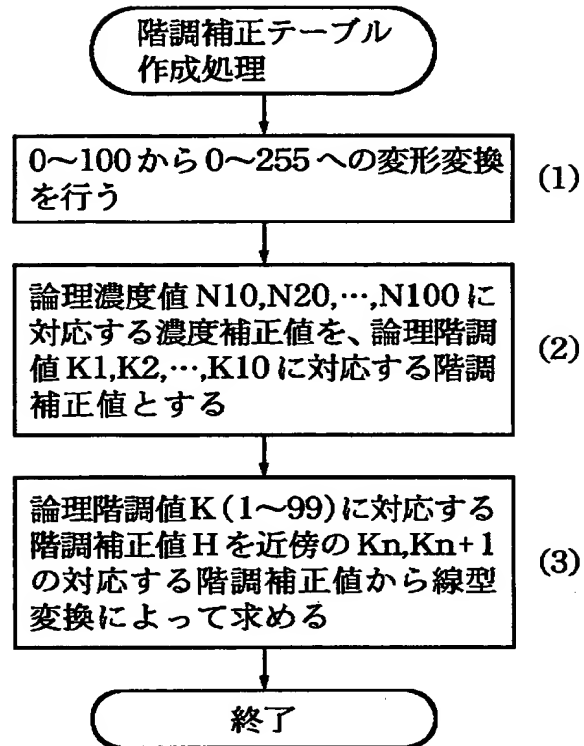 階調補正テーブル
作成処理
0〜100から0〜255への変形変換
を行う
(1)
論理濃度値N10,N20,…,N100に
対応する濃度補正値を、論理階調
値K1,K2,…,K10に対応する階調
補正値とする
(2)
論理階調値K(1〜99)に対応する
階調補正値Hを近傍のKn,Kn+1
の対応する階調補正値から線型
変換によって求める
(3)
終了